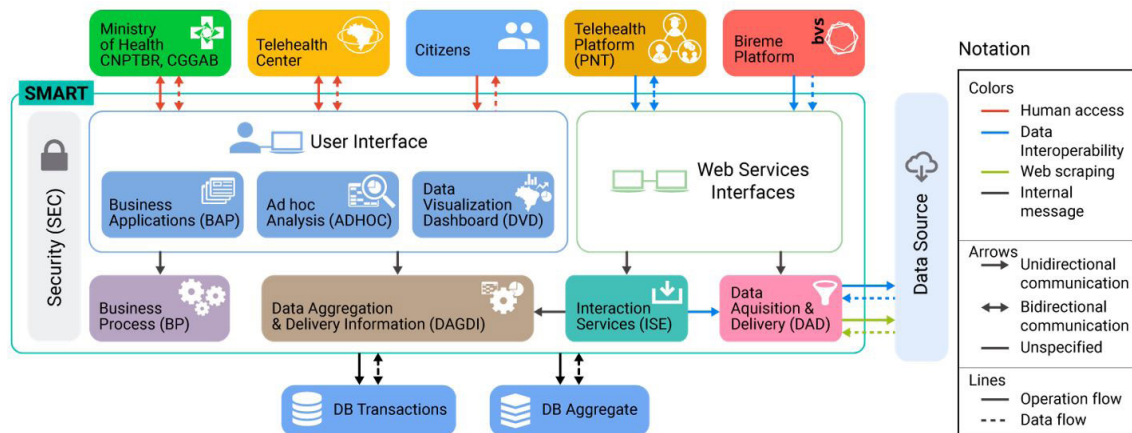 Ministry
of Health
CNPTBR, CGGAB
Telehealth
Center
Citizens
Telehealth
Platform
(PNT)
Bireme
Platform
bvs
SMART
Security (SEC)
User Interface
Business
Applications (BAP)
Ad hoc
Analysis (ADHOC)
Data
Visualization
Dashboard (DVD)
Web Services
Interfaces
Business
Process (BP)
Data Aggregation
& Delivery Information (DAGDI)
Interaction
Services (ISE)
Data
Aquisition &
Delivery (DAD)
Data Source
DB Transactions
DB Aggregate
Notation
Colors
Human access
Data
Interoperability
Web scraping
Internal
message
Arrows
Unidirectional
communication
Bidirectional
communication
Unspecified
Lines
Operation flow
Data flow